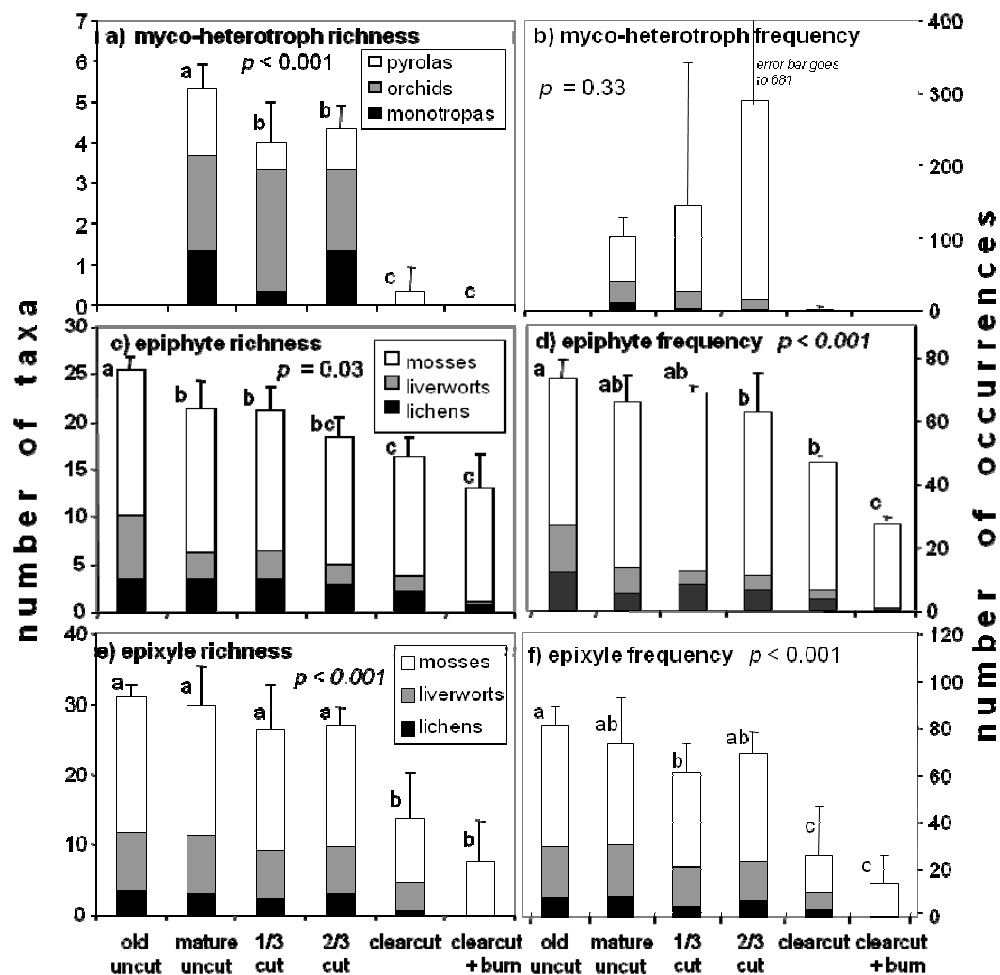 a) myco-heterotroph richness
p < 0.001
pyrolas
orchids
monotropas
7
6
5
4
3
2
1
0
a
b
b
c
c
b) myco-heterotroph frequency
p = 0.33
error bar goes
to 681
400
300
200
100
0
c) epiphyte richness
p = 0.03
mosses
liverworts
lichens
30
25
20
15
10
5
0
a
b
b
bc
c
c
d) epiphyte frequency p < 0.001
80
60
40
20
0
a
ab
ab
b
b
c
e) epixyle richness
p < 0.001
mosses
liverworts
lichens
40
30
20
10
0
a
a
a
a
b
b
f) epixyle frequency p < 0.001
120
100
80
60
40
20
0
a
ab
b
ab
c
c
number of taxa
number of occurrences
old uncut
mature uncut
1/3 cut
2/3 cut
clearcut
clearcut + burn
old uncut
mature uncut
1/3 cut
2/3 cut
clearcut
clearcut + burn